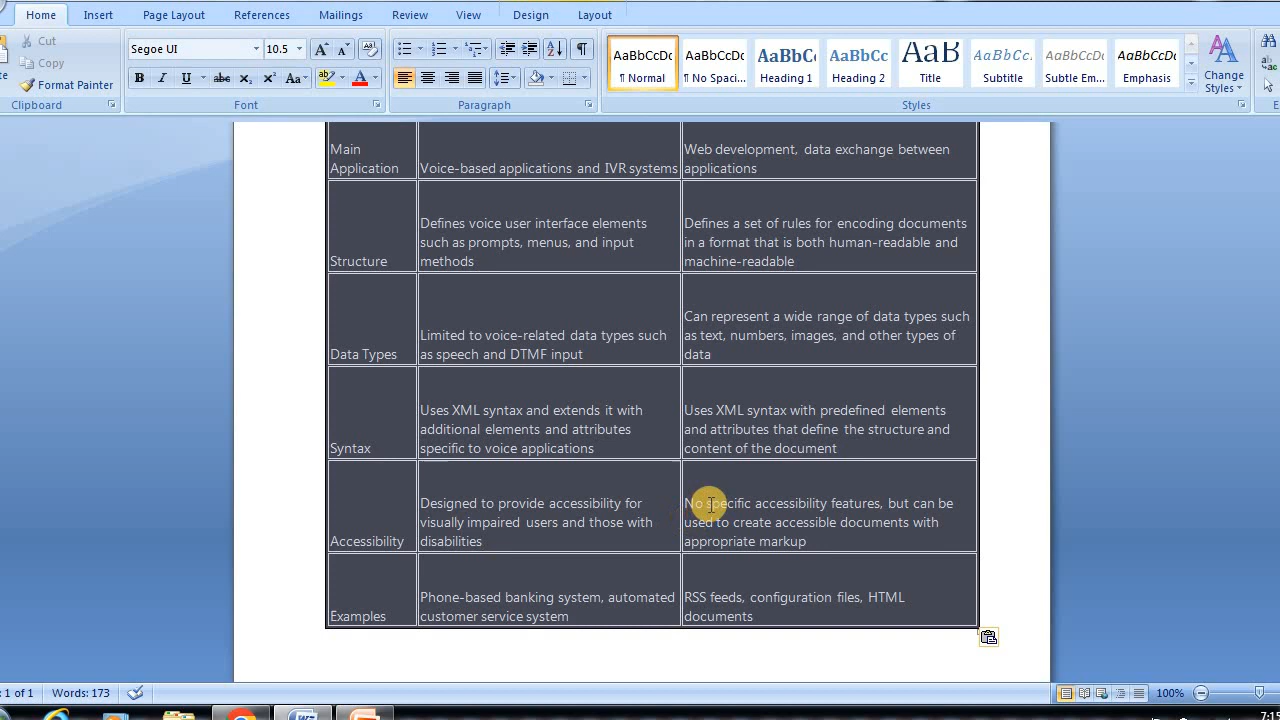 Home Insert Page Layout References Mailings Review View Design Layout
Cut
Copy
Format Painter
Clipboard
Segoe UI 10.5
Font
Paragraph
AaBbCcDc AaBbCcDc AaBbC AaBbCc AaB AaBbCc. AaBbCcDc AaBbCcDc
¶ Normal ¶ No Spaci... Heading 1 Heading 2 Title Subtitle Subtle Em... Emphasis
Change
Styles
Styles
Main
Application
Voice-based applications and IVR systems
Web development, data exchange between
applications
Structure
Defines voice user interface elements
such as prompts, menus, and input
methods
Defines a set of rules for encoding documents
in a format that is both human-readable and
machine-readable
Data Types
Limited to voice-related data types such
as speech and DTMF input
Can represent a wide range of data types such
as text, numbers, images, and other types of
data
Syntax
Uses XML syntax and extends it with
additional elements and attributes
specific to voice applications
Uses XML syntax with predefined elements
and attributes that define the structure and
content of the document
Accessibility
Designed to provide accessibility for
visually impaired users and those with
disabilities
No specific accessibility features, but can be
used to create accessible documents with
appropriate markup
Examples
Phone-based banking system, automated
customer service system
RSS feeds, configuration files, HTML
documents
: 1 of 1 Words: 173 100%